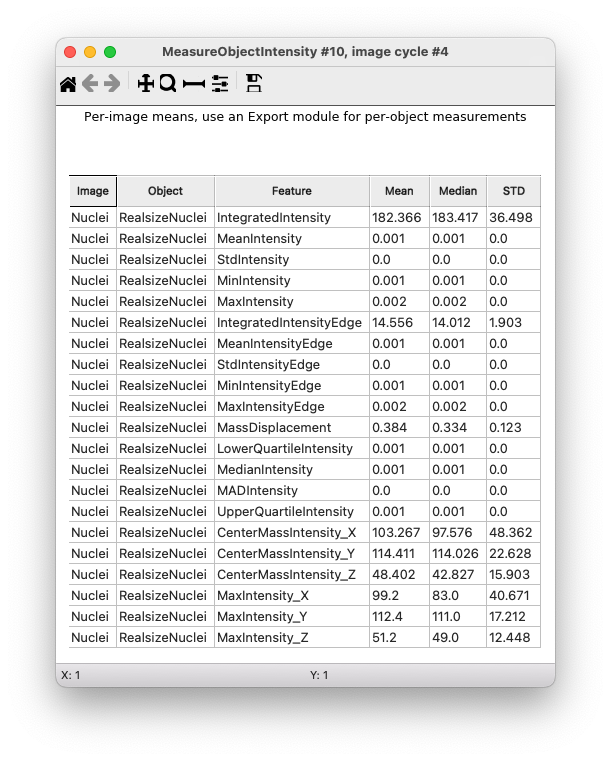 MeasureObjectIntensity #10, image cycle #4
Per-image means, use an Export module for per-object measurements
Image Object Feature Mean Median STD
Nuclei RealsizeNuclei IntegratedIntensity 182.366 183.417 36.498
Nuclei RealsizeNuclei MeanIntensity 0.001 0.001 0.0
Nuclei RealsizeNuclei StdIntensity 0.0 0.0 0.0
Nuclei RealsizeNuclei MinIntensity 0.001 0.001 0.0
Nuclei RealsizeNuclei MaxIntensity 0.002 0.002 0.0
Nuclei RealsizeNuclei IntegratedIntensityEdge 14.556 14.012 1.903
Nuclei RealsizeNuclei MeanIntensityEdge 0.001 0.001 0.0
Nuclei RealsizeNuclei StdIntensityEdge 0.0 0.0 0.0
Nuclei RealsizeNuclei MinIntensityEdge 0.001 0.001 0.0
Nuclei RealsizeNuclei MaxIntensityEdge 0.002 0.002 0.0
Nuclei RealsizeNuclei MassDisplacement 0.384 0.334 0.123
Nuclei RealsizeNuclei LowerQuartileIntensity 0.001 0.001 0.0
Nuclei RealsizeNuclei MedianIntensity 0.001 0.001 0.0
Nuclei RealsizeNuclei MADIntensity 0.0 0.0 0.0
Nuclei RealsizeNuclei UpperQuartileIntensity 0.001 0.001 0.0
Nuclei RealsizeNuclei CenterMassIntensity_X 103.267 97.576 48.362
Nuclei RealsizeNuclei CenterMassIntensity_Y 114.411 114.026 22.628
Nuclei RealsizeNuclei CenterMassIntensity_Z 48.402 42.827 15.903
Nuclei RealsizeNuclei MaxIntensity_X 99.2 83.0 40.671
Nuclei RealsizeNuclei MaxIntensity_Y 112.4 111.0 17.212
Nuclei RealsizeNuclei MaxIntensity_Z 51.2 49.0 12.448
X: 1 Y: 1